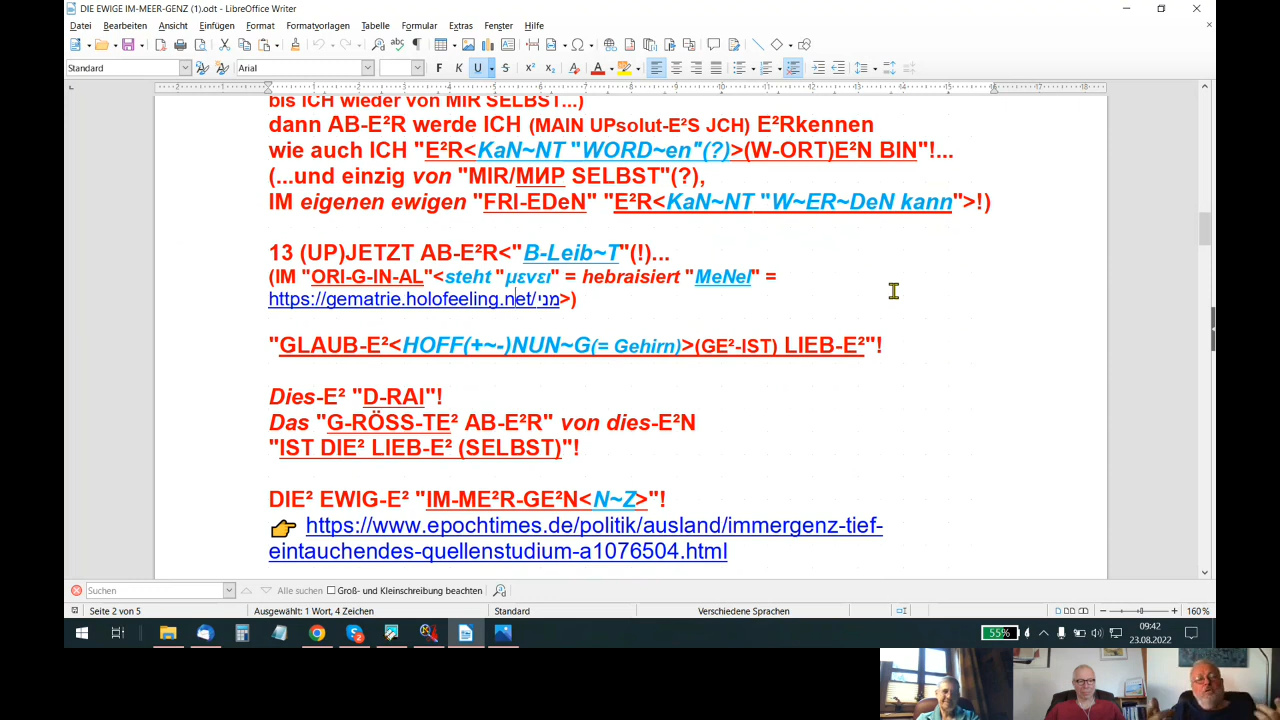 DIE EWIGE IM-MEER-GENZ (1).odt - LibreOffice Writer
Datei Bearbeiten Ansicht Einfügen Format Formatvorlagen Tabelle Formular Extras Fenster Hilfe
Standard Arial F K U S
bis ICH wieder von MIR SELBST...)
dann AB-E²R werde ICH (MAIN UPsolut-E²S JCH) E²Rkennen
wie auch ICH "E²R<KaN~NT "WORD~en"(?)>(W-ORT)E²N BIN"!...
(...und einzig von "MIR/МИР SELBST"(?),
IM eigenen ewigen "FRI-EDeN" "E²R<KaN~NT "W~ER~DeN kann">!)
13 (UP)JETZT AB-E²R<"B-Leib~T"(!)...
(IM "ORI-G-IN-AL"<steht "μενει" = hebraisiert "MeNeI" =
https://gematrie.holofeeling.net/מני>)
"GLAUB-E²<HOFF(+~-)NUN~G(= Gehirn)>(GE²-IST) LIEB-E²"!
Dies-E² "D-RAI"!
Das "G-RÖSS-TE² AB-E²R" von dies-E²N
"IST DIE² LIEB-E² (SELBST)"!
DIE² EWIG-E² "IM-ME²R-GE²N<N~Z>"!
https://www.epochtimes.de/politik/ausland/immergenz-tief-
eintauchendes-quellenstudium-a1076504.html
Suchen Alle suchen Groß- und Kleinschreibung beachten
Seite 2 von 5 Ausgewählt: 1 Wort, 4 Zeichen Standard Verschiedene Sprachen 160%
55% 09:42
23.08.2022